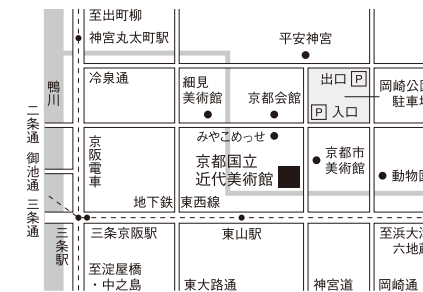 至出町柳
神宮丸太町駅
平安神宮
冷泉通
細見
美術館
京都会館
出口 P
P 入口
岡崎公
駐車
鴨川
二条通
御池通
三条通
京阪電車
みやこめっせ
京都国立
近代美術館
京都市
美術館
動物
地下鉄 東西線
三条駅
三条京阪駅
東山駅
至浜大
六地
至淀屋橋
・中之島
東大路通
神宮道
岡崎通